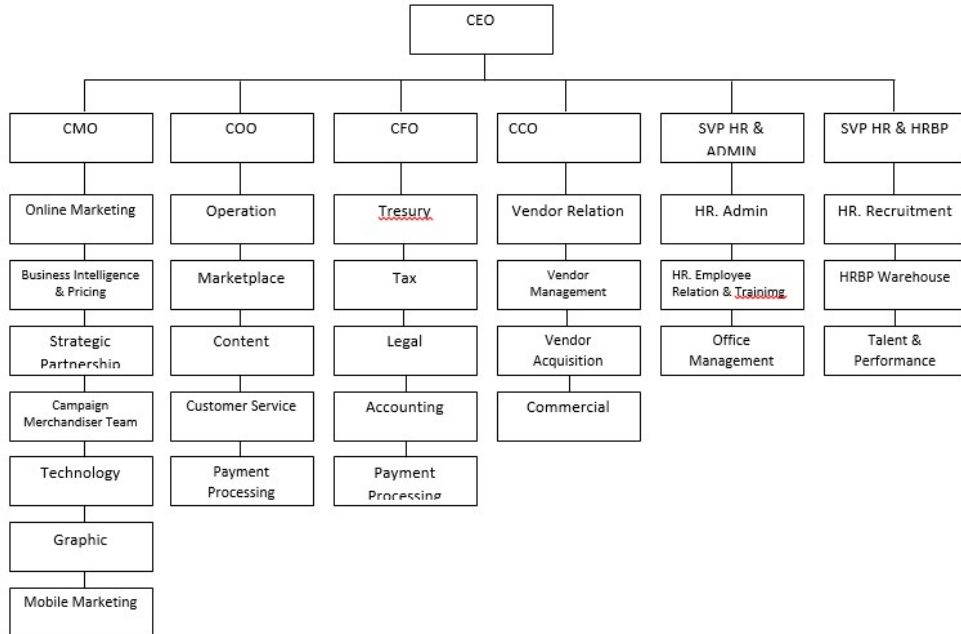 CEO
CMO
COO
CFO
CCO
SVP HR &
ADMIN
SVP HR & HRBP
Online Marketing
Operation
Tresury
Vendor Relation
HR. Admin
HR. Recruitment
Business Intelligence
& Pricing
Marketplace
Tax
Vendor
Management
HR. Employee
Relation & Trainimg
HRBP Warehouse
Strategic
Partnership
Content
Legal
Vendor
Acquisition
Office
Management
Talent &
Performance
Campaign
Merchandiser Team
Customer Service
Accounting
Commercial
Technology
Payment
Processing
Payment
Processing
Graphic
Mobile Marketing